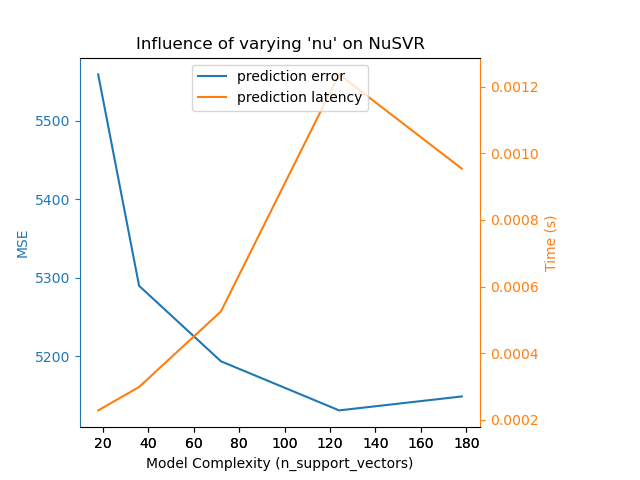 Influence of varying 'nu' on NuSVR
prediction error
prediction latency
MSE
5500
5400
5300
5200
0.0012
0.0010
0.0008
0.0006
0.0004
0.0002
Time (s)
20 40 60 80 100 120 140 160 180
Model Complexity (n_support_vectors)